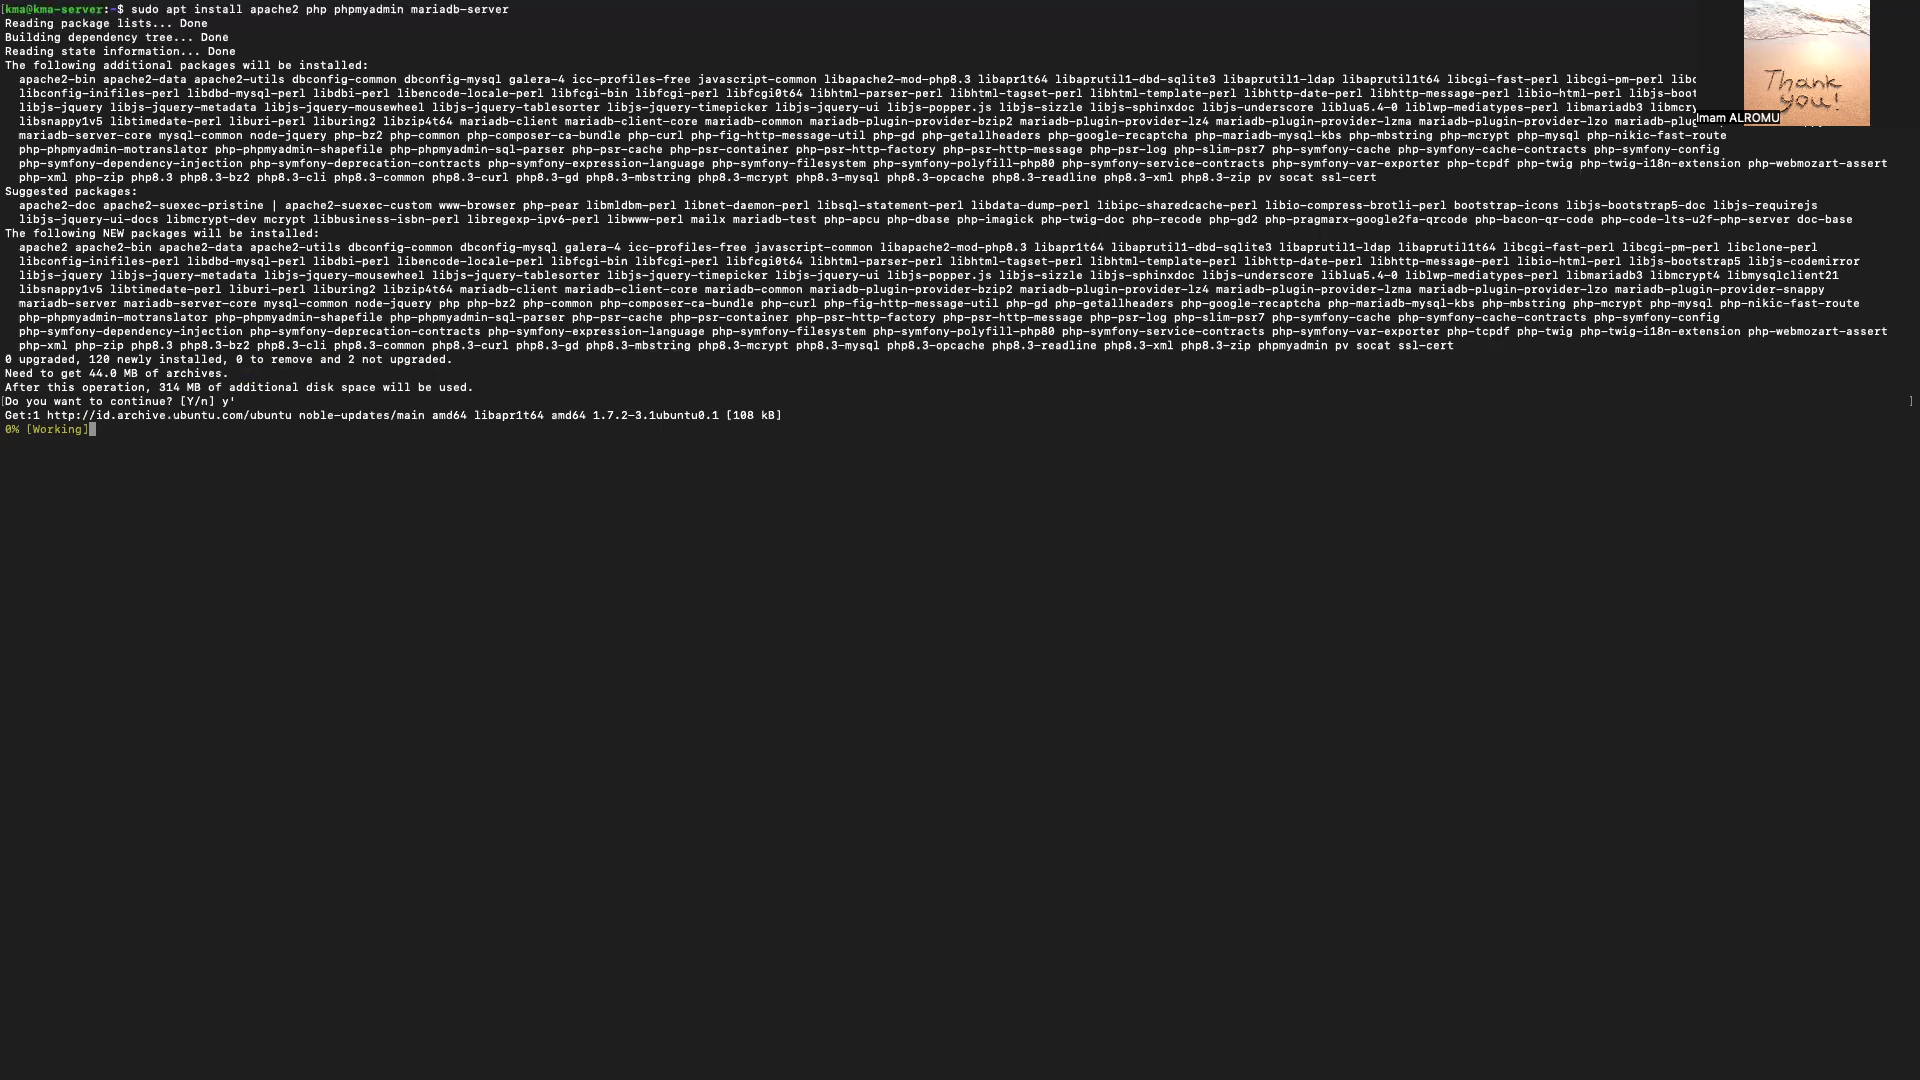 [kma@kma-server:~$ sudo apt install apache2 php phpmyadmin mariadb-server
Reading package lists... Done
Building dependency tree... Done
Reading state information... Done
The following additional packages will be installed:
apache2-bin apache2-data apache2-utils dbconfig-common dbconfig-mysql galera-4 icc-profiles-free javascript-common libapache2-mod-php8.3 libapr1t64 libaprutil1-dbd-sqlite3 libaprutil1-ldap libaprutil1t64 libcgi-fast-perl libcgi-pm-perl
libconfig-inifiles-perl libdbd-mysql-perl libdbi-perl libencode-locale-perl libfcgi-bin libfcgi-perl libfcgi0t64 libhtml-parser-perl libhtml-tagset-perl libhtml-template-perl libhttp-date-perl libhttp-message-perl libio-html-perl
libjs-jquery libjs-jquery-metadata libjs-jquery-mousewheel libjs-jquery-tablesorter libjs-jquery-timepicker libjs-jquery-ui libjs-popper.js libjs-sizzle libjs-sphinxdoc libjs-underscore liblua5.4-0 liblwp-mediatypes-perl libmariadb3
libsnappy1v5 libtimedate-perl liburi-perl liburing2 libzip4t64 mariadb-client mariadb-client-core mariadb-common mariadb-plugin-provider-bzip2 mariadb-plugin-provider-lz4 mariadb-plugin-provider-lzma mariadb-plugin-provider-lzo
mariadb-server-core mysql-common node-jquery php-bz2 php-common php-composer-ca-bundle php-curl php-fig-http-message-util php-gd php-getallheaders php-google-recaptcha php-mariadb-mysql-kbs php-mbstring php-mcrypt php-mysql php-nikic-fast-route
php-phpmyadmin-motranslator php-phpmyadmin-shapefile php-phpmyadmin-sql-parser php-psr-cache php-psr-container php-psr-http-factory php-psr-http-message php-psr-log php-slim-psr7 php-symfony-cache php-symfony-cache-contracts php-symfony-config
php-symfony-dependency-injection php-symfony-deprecation-contracts php-symfony-expression-language php-symfony-filesystem php-symfony-polyfill-php80 php-symfony-service-contracts php-symfony-var-exporter php-tcpdf php-twig php-twig-i18n-extension php-webmozart-assert
php-xml php-zip php8.3 php8.3-bz2 php8.3-cli php8.3-common php8.3-curl php8.3-gd php8.3-mbstring php8.3-mcrypt php8.3-mysql php8.3-opcache php8.3-readline php8.3-xml php8.3-zip pv socat ssl-cert
Suggested packages:
apache2-doc apache2-suexec-pristine | apache2-suexec-custom www-browser php-pear libmldbm-perl libnet-daemon-perl libsql-statement-perl libdata-dump-perl libipc-sharedcache-perl libio-compress-brotli-perl bootstrap-icons libjs-bootstrap5-doc libjs-requirejs
libjs-jquery-ui-docs libmcrypt-dev mcrypt libbusiness-isbn-perl libregexp-ipv6-perl libwww-perl mailx mariadb-test php-apcu php-dbase php-imagick php-twig-doc php-recode php-gd2 php-pragmarx-google2fa-qrcode php-bacon-qr-code php-code-lts-u2f-php-server doc-base
The following NEW packages will be installed:
apache2 apache2-bin apache2-data apache2-utils dbconfig-common dbconfig-mysql galera-4 icc-profiles-free javascript-common libapache2-mod-php8.3 libapr1t64 libaprutil1-dbd-sqlite3 libaprutil1-ldap libaprutil1t64 libcgi-fast-perl libcgi-pm-perl libclone-perl
libconfig-inifiles-perl libdbd-mysql-perl libdbi-perl libencode-locale-perl libfcgi-bin libfcgi-perl libfcgi0t64 libhtml-parser-perl libhtml-tagset-perl libhtml-template-perl libhttp-date-perl libhttp-message-perl libio-html-perl libjs-bootstrap5 libjs-codemirror
libjs-jquery libjs-jquery-metadata libjs-jquery-mousewheel libjs-jquery-tablesorter libjs-jquery-timepicker libjs-jquery-ui libjs-popper.js libjs-sizzle libjs-sphinxdoc libjs-underscore liblua5.4-0 liblwp-mediatypes-perl libmariadb3 libmcrypt4 libmysqlclient21
libsnappy1v5 libtimedate-perl liburi-perl liburing2 libzip4t64 mariadb-client mariadb-client-core mariadb-common mariadb-plugin-provider-bzip2 mariadb-plugin-provider-lz4 mariadb-plugin-provider-lzma mariadb-plugin-provider-lzo mariadb-plugin-provider-snappy
mariadb-server mariadb-server-core mysql-common node-jquery php php-bz2 php-common php-composer-ca-bundle php-curl php-fig-http-message-util php-gd php-getallheaders php-google-recaptcha php-mariadb-mysql-kbs php-mbstring php-mcrypt php-mysql php-nikic-fast-route
php-phpmyadmin-motranslator php-phpmyadmin-shapefile php-phpmyadmin-sql-parser php-psr-cache php-psr-container php-psr-http-factory php-psr-http-message php-psr-log php-slim-psr7 php-symfony-cache php-symfony-cache-contracts php-symfony-config
php-symfony-dependency-injection php-symfony-deprecation-contracts php-symfony-expression-language php-symfony-filesystem php-symfony-polyfill-php80 php-symfony-service-contracts php-symfony-var-exporter php-tcpdf php-twig php-twig-i18n-extension php-webmozart-assert
php-xml php-zip php8.3 php8.3-bz2 php8.3-cli php8.3-common php8.3-curl php8.3-gd php8.3-mbstring php8.3-mcrypt php8.3-mysql php8.3-opcache php8.3-readline php8.3-xml php8.3-zip phpmyadmin pv socat ssl-cert
0 upgraded, 120 newly installed, 0 to remove and 2 not upgraded.
Need to get 44.0 MB of archives.
After this operation, 314 MB of additional disk space will be used.
[Do you want to continue? [Y/n] y' ]
Get:1 http://id.archive.ubuntu.com/ubuntu noble-updates/main amd64 libapr1t64 amd64 1.7.2-3.1ubuntu0.1 [108 kB]
0% [Working]
Thank
you!
Imam ALROMU